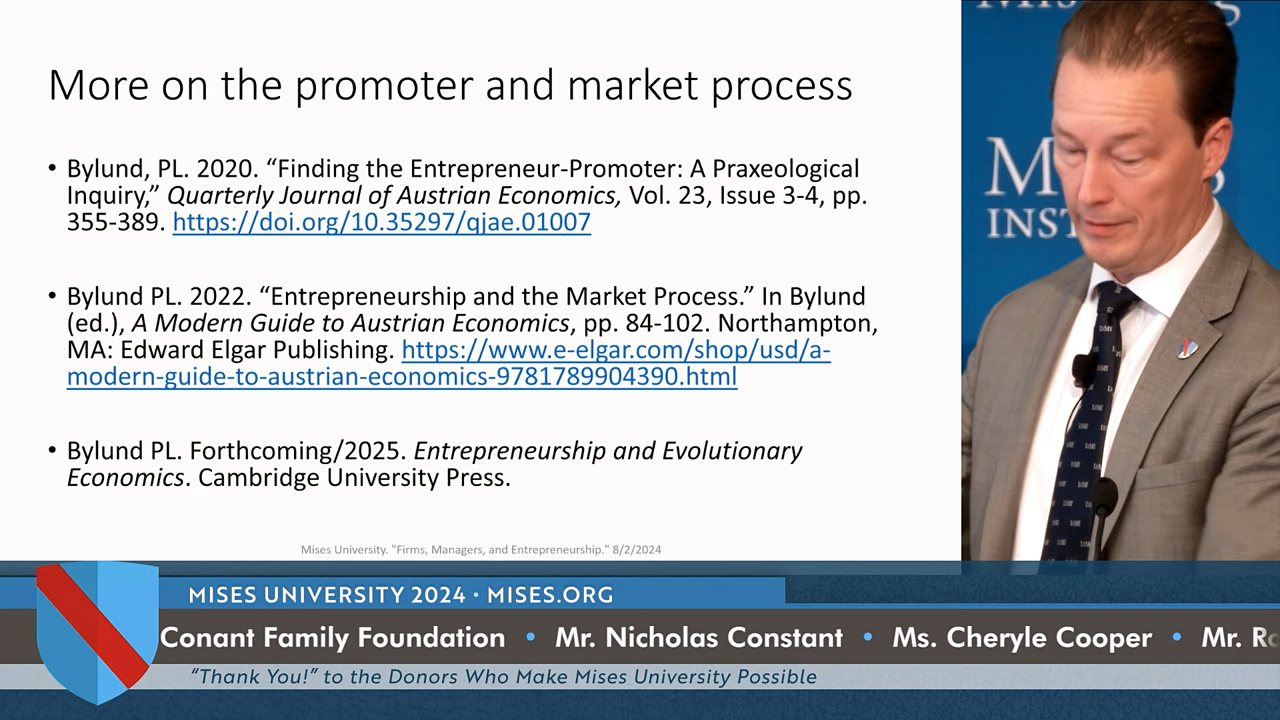 More on the promoter and market process
• Bylund, PL. 2020. “Finding the Entrepreneur-Promoter: A Praxeological
Inquiry,” Quarterly Journal of Austrian Economics, Vol. 23, Issue 3-4, pp.
355-389. https://doi.org/10.35297/qjae.01007
• Bylund PL. 2022. “Entrepreneurship and the Market Process.” In Bylund
(ed.), A Modern Guide to Austrian Economics, pp. 84-102. Northampton,
MA: Edward Elgar Publishing. https://www.e-elgar.com/shop/usd/a-
modern-guide-to-austrian-economics-9781789904390.html
• Bylund PL. Forthcoming/2025. Entrepreneurship and Evolutionary
Economics. Cambridge University Press.
Mises University. "Firms, Managers, and Entrepreneurship." 8/2/2024
MISES UNIVERSITY 2024 • MISES.ORG
Conant Family Foundation • Mr. Nicholas Constant • Ms. Cheryle Cooper • Mr.
“Thank You!” to the Donors Who Make Mises University Possible